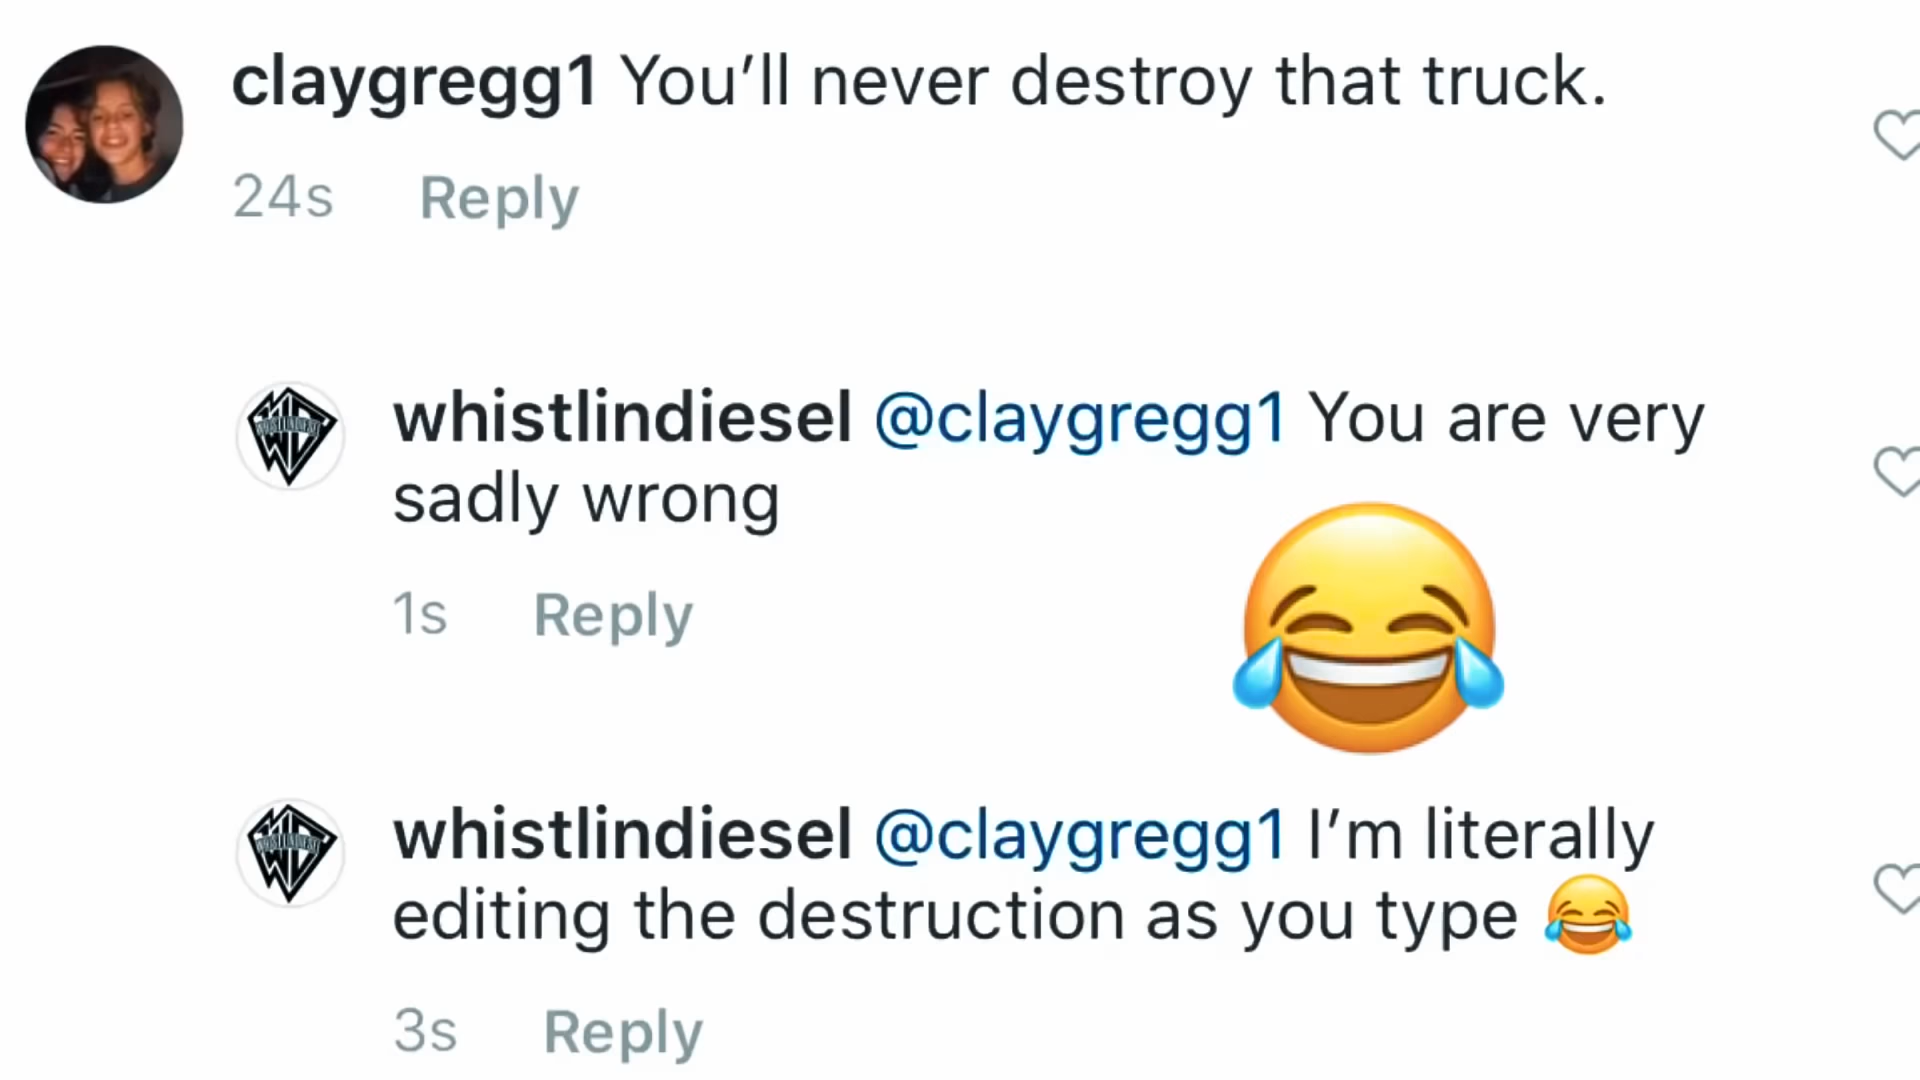 claygregg1 You’ll never destroy that truck.
24s Reply
whistlindiesel @claygregg1 You are very
sadly wrong
1s Reply
whistlindiesel @claygregg1 I’m literally
editing the destruction as you type 😂
3s Reply